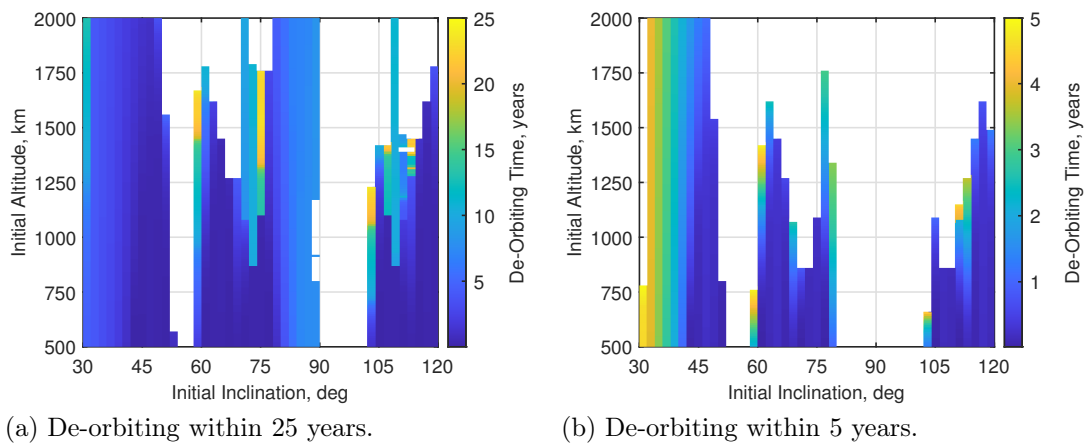 2000
1750
1500
1250
1000
750
500
30 45 60 75 90 105 120
Initial Altitude, km
Initial Inclination, deg
25
20
15
10
5
De-Orbiting Time, years
(a) De-orbiting within 25 years.
2000
1750
1500
1250
1000
750
500
30 45 60 75 90 105 120
Initial Altitude, km
Initial Inclination, deg
5
4
3
2
1
De-Orbiting Time, years
(b) De-orbiting within 5 years.